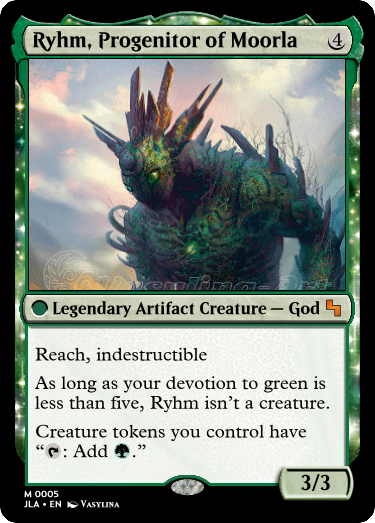 Ryhm, Progenitor of Moorla 4
Legendary Artifact Creature — God
Reach, indestructible
As long as your devotion to green is
less than five, Ryhm isn't a creature.
Creature tokens you control have
“: Add .”
3/3
M 0005
JLA • EN Vasylina